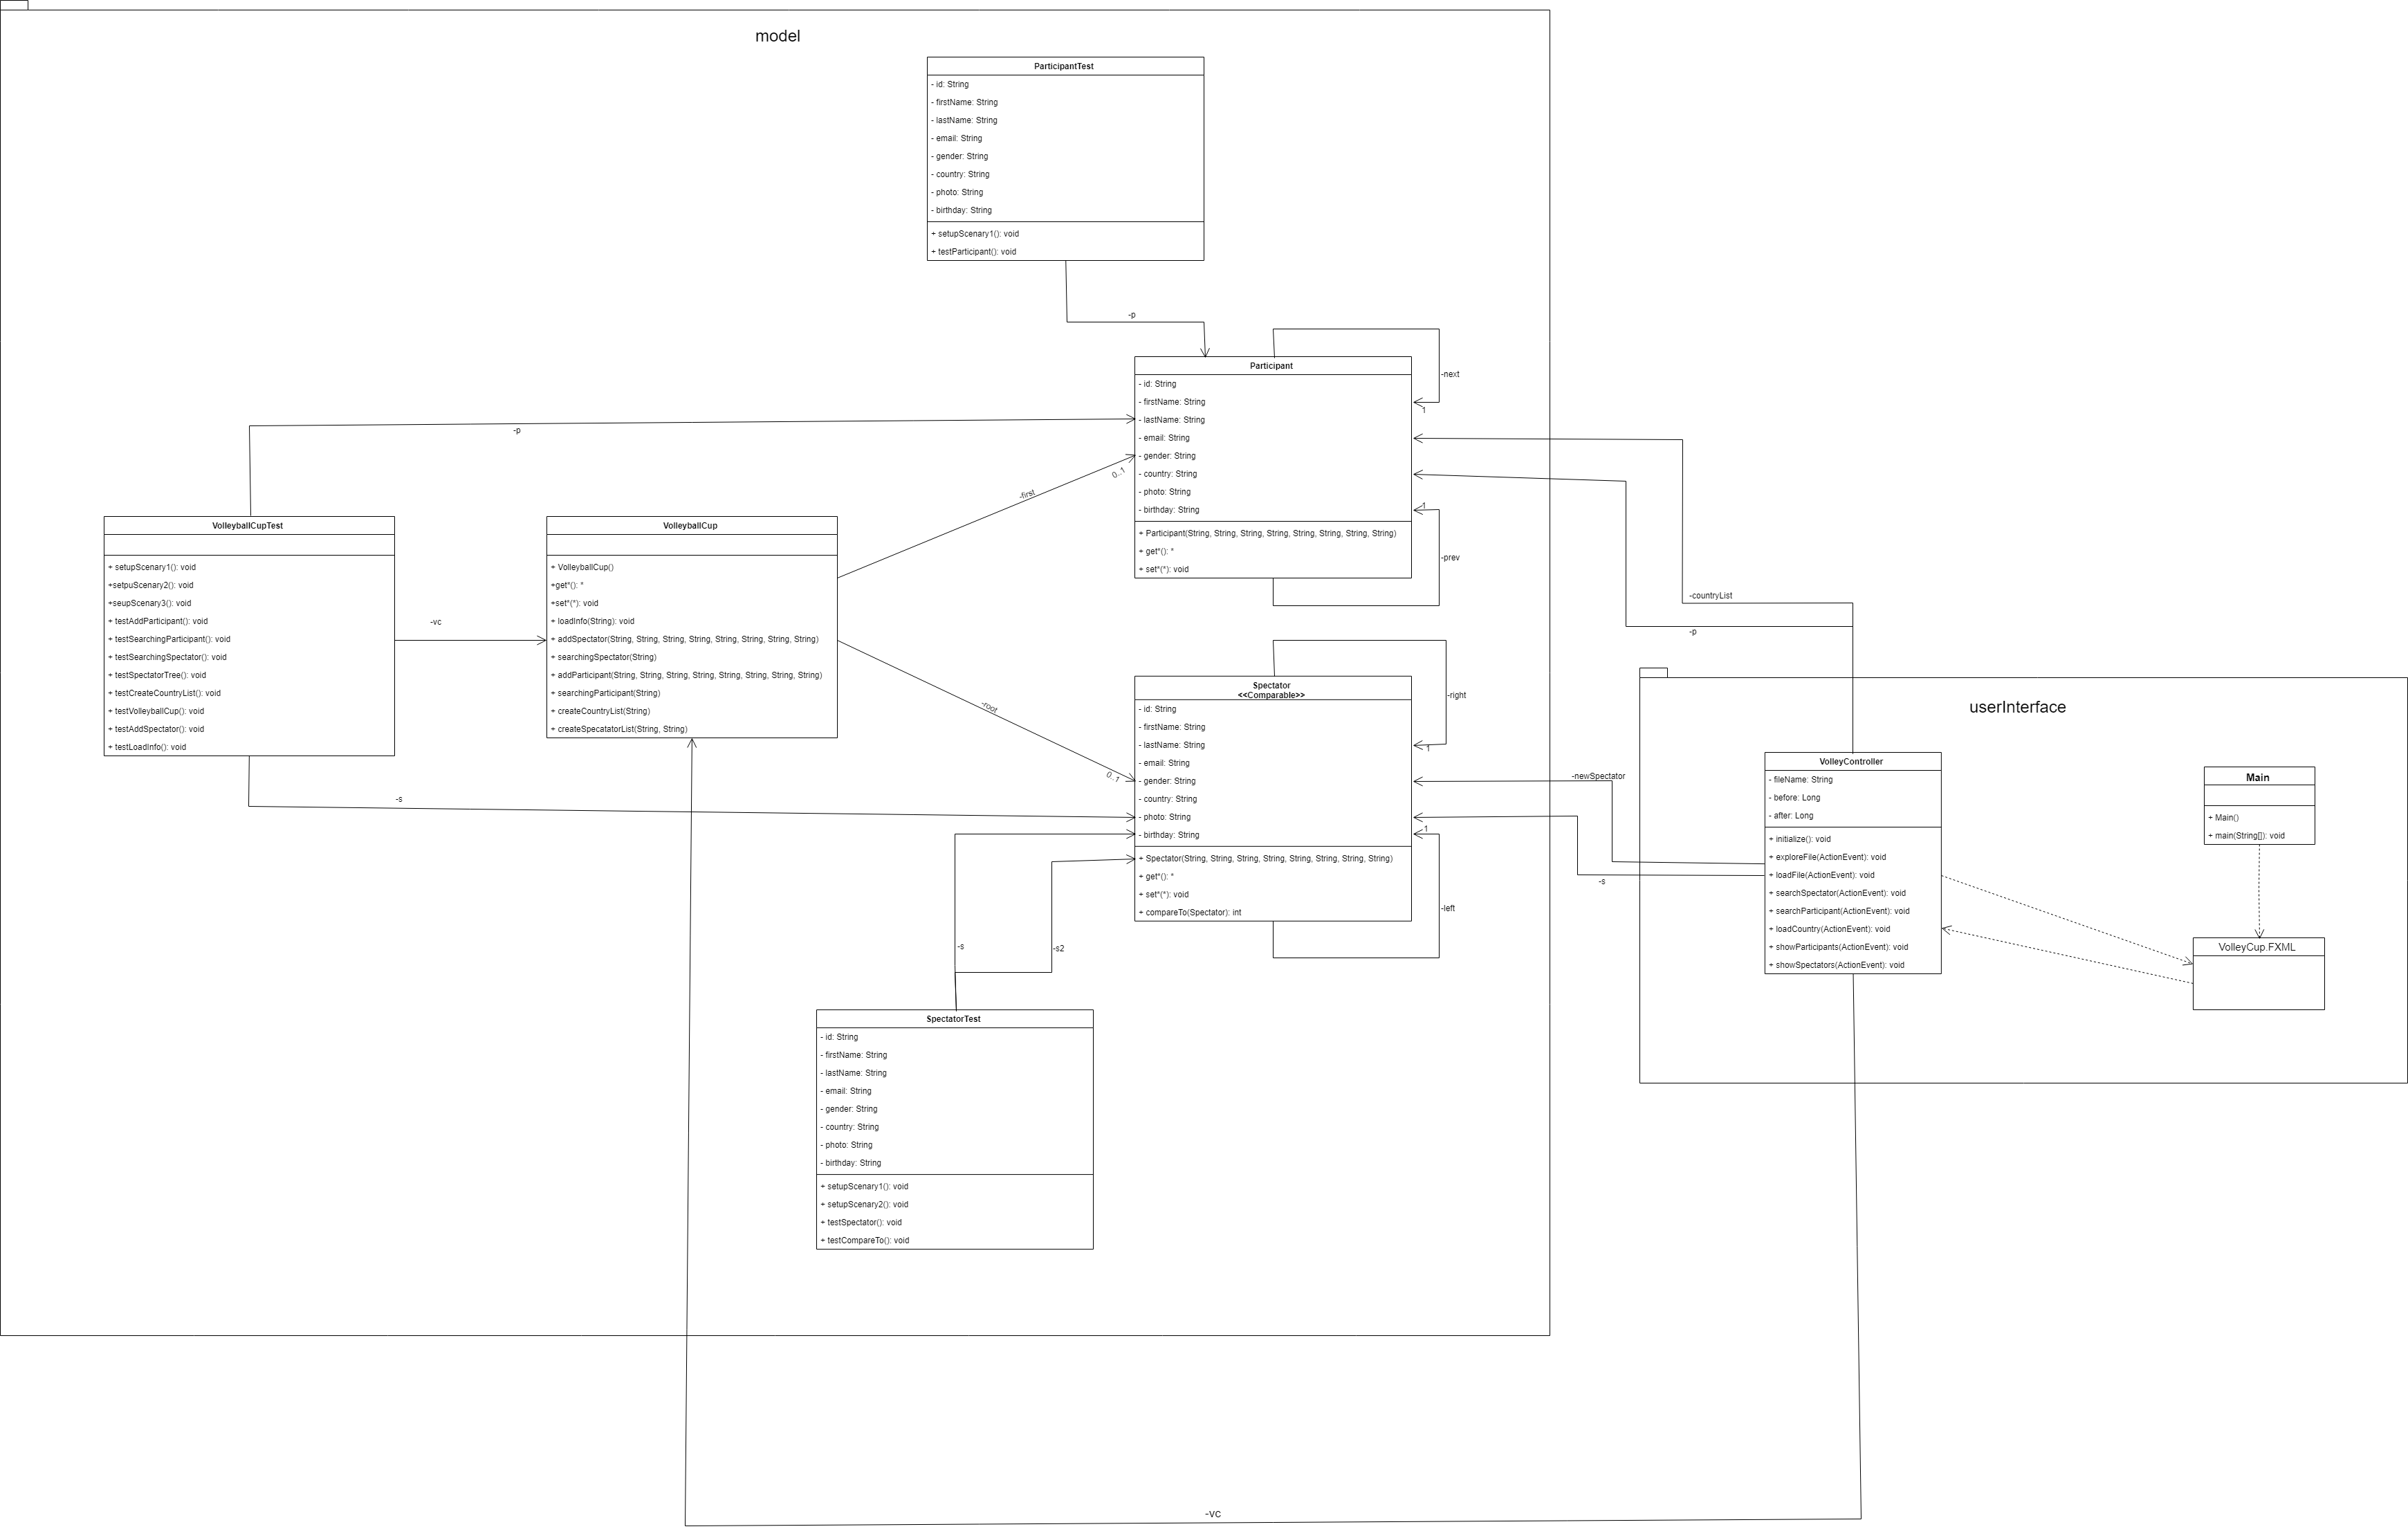 model
ParticipantTest
- id: String
- firstName: String
- lastName: String
- email: String
- gender: String
- country: String
- photo: String
- birthday: String
+ setupScenary1(): void
+ testParticipant(): void
-p
Participant
- id: String
- firstName: String
- lastName: String
- email: String
- gender: String
- country: String
- photo: String
- birthday: String
+ Participant(String, String, String, String, String, String, String, String)
+ get*(): *
+ set*(*): void
-next
1
1
-prev
-p
-first
0..1
VolleyballCupTest
+ setupScenary1(): void
+setpuScenary2(): void
+seupScenary3(): void
+ testAddParticipant(): void
+ testSearchingParticipant(): void
+ testSearchingSpectator(): void
+ testSpectatorTree(): void
+ testCreateCountryList(): void
+ testVolleyballCup(): void
+ testAddSpectator(): void
+ testLoadInfo(): void
-vc
VolleyballCup
+ VolleyballCup()
+get*(): *
+set*(*): void
+ loadInfo(String): void
+ addSpectator(String, String, String, String, String, String, String, String)
+ searchingSpectator(String)
+ addParticipant(String, String, String, String, String, String, String, String)
+ searchingParticipant(String)
+ createCountryList(String)
+ createSpecatatorList(String, String)
-root
0..1
-s
Spectator
<<Comparable>>
- id: String
- firstName: String
- lastName: String
- email: String
- gender: String
- country: String
- photo: String
- birthday: String
+ Spectator(String, String, String, String, String, String, String, String)
+ get*(): *
+ set*(*): void
+ compareTo(Spectator): int
-right
1
1
-left
-s
-s2
SpectatorTest
- id: String
- firstName: String
- lastName: String
- email: String
- gender: String
- country: String
- photo: String
- birthday: String
+ setupScenary1(): void
+ setupScenary2(): void
+ testSpectator(): void
+ testCompareTo(): void
-countryList
-p
-newSpectator
-s
userInterface
VolleyController
- fileName: String
- before: Long
- after: Long
+ initialize(): void
+ exploreFile(ActionEvent): void
+ loadFile(ActionEvent): void
+ searchSpectator(ActionEvent): void
+ searchParticipant(ActionEvent): void
+ loadCountry(ActionEvent): void
+ showParticipants(ActionEvent): void
+ showSpectators(ActionEvent): void
Main
+ Main()
+ main(String[]): void
VolleyCup.FXML
-vc